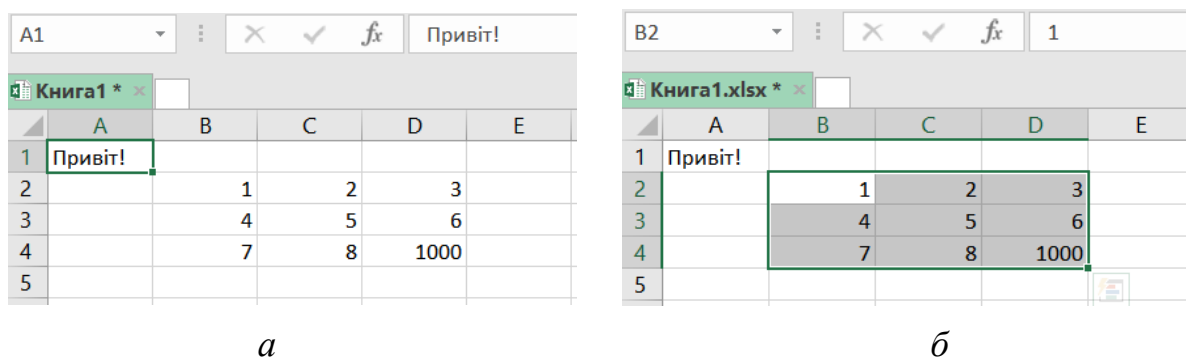 A1 fx Привіт!
Книга1 *
A B C D E
1 Привіт!
2 1 2 3
3 4 5 6
4 7 8 1000
5
а
B2 fx 1
Книга1.xlsx *
A B C D E
1 Привіт!
2 1 2 3
3 4 5 6
4 7 8 1000
5
б